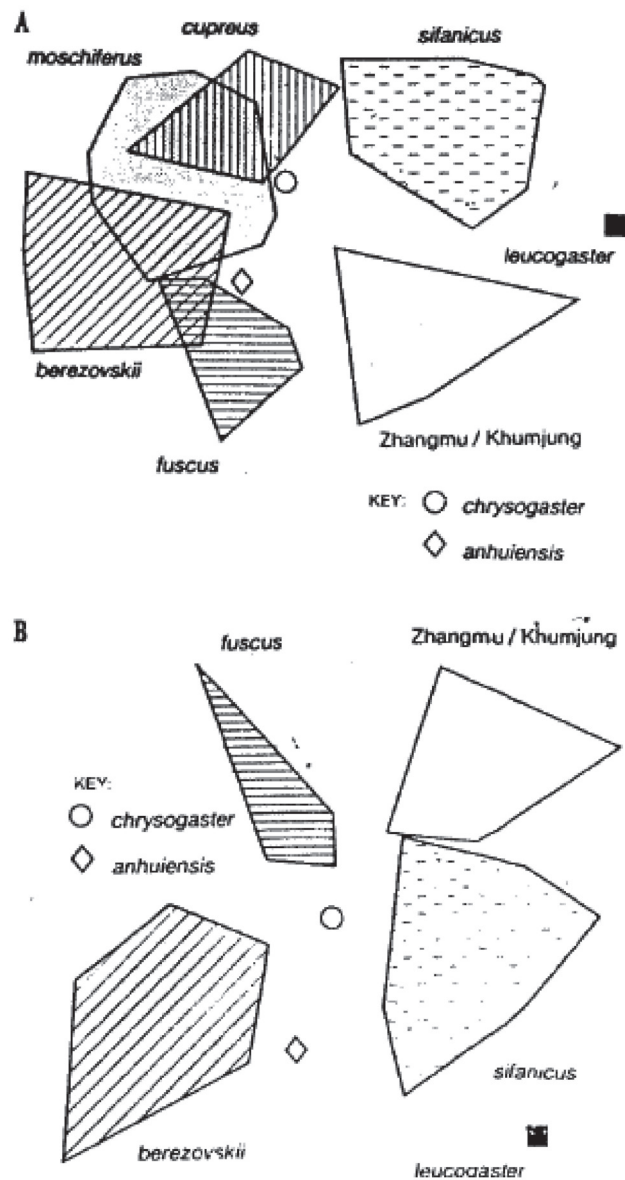 A
cupreus
sifanicus
moschiferus
leucogaster
berezovskii
Zhangmu / Khumjung
fuscus
KEY:
chrysogaster
anhuiensis
B
fuscus
Zhangmu / Khumjung
KEY:
chrysogaster
anhuiensis
sifanicus
berezovskii
leucogaster